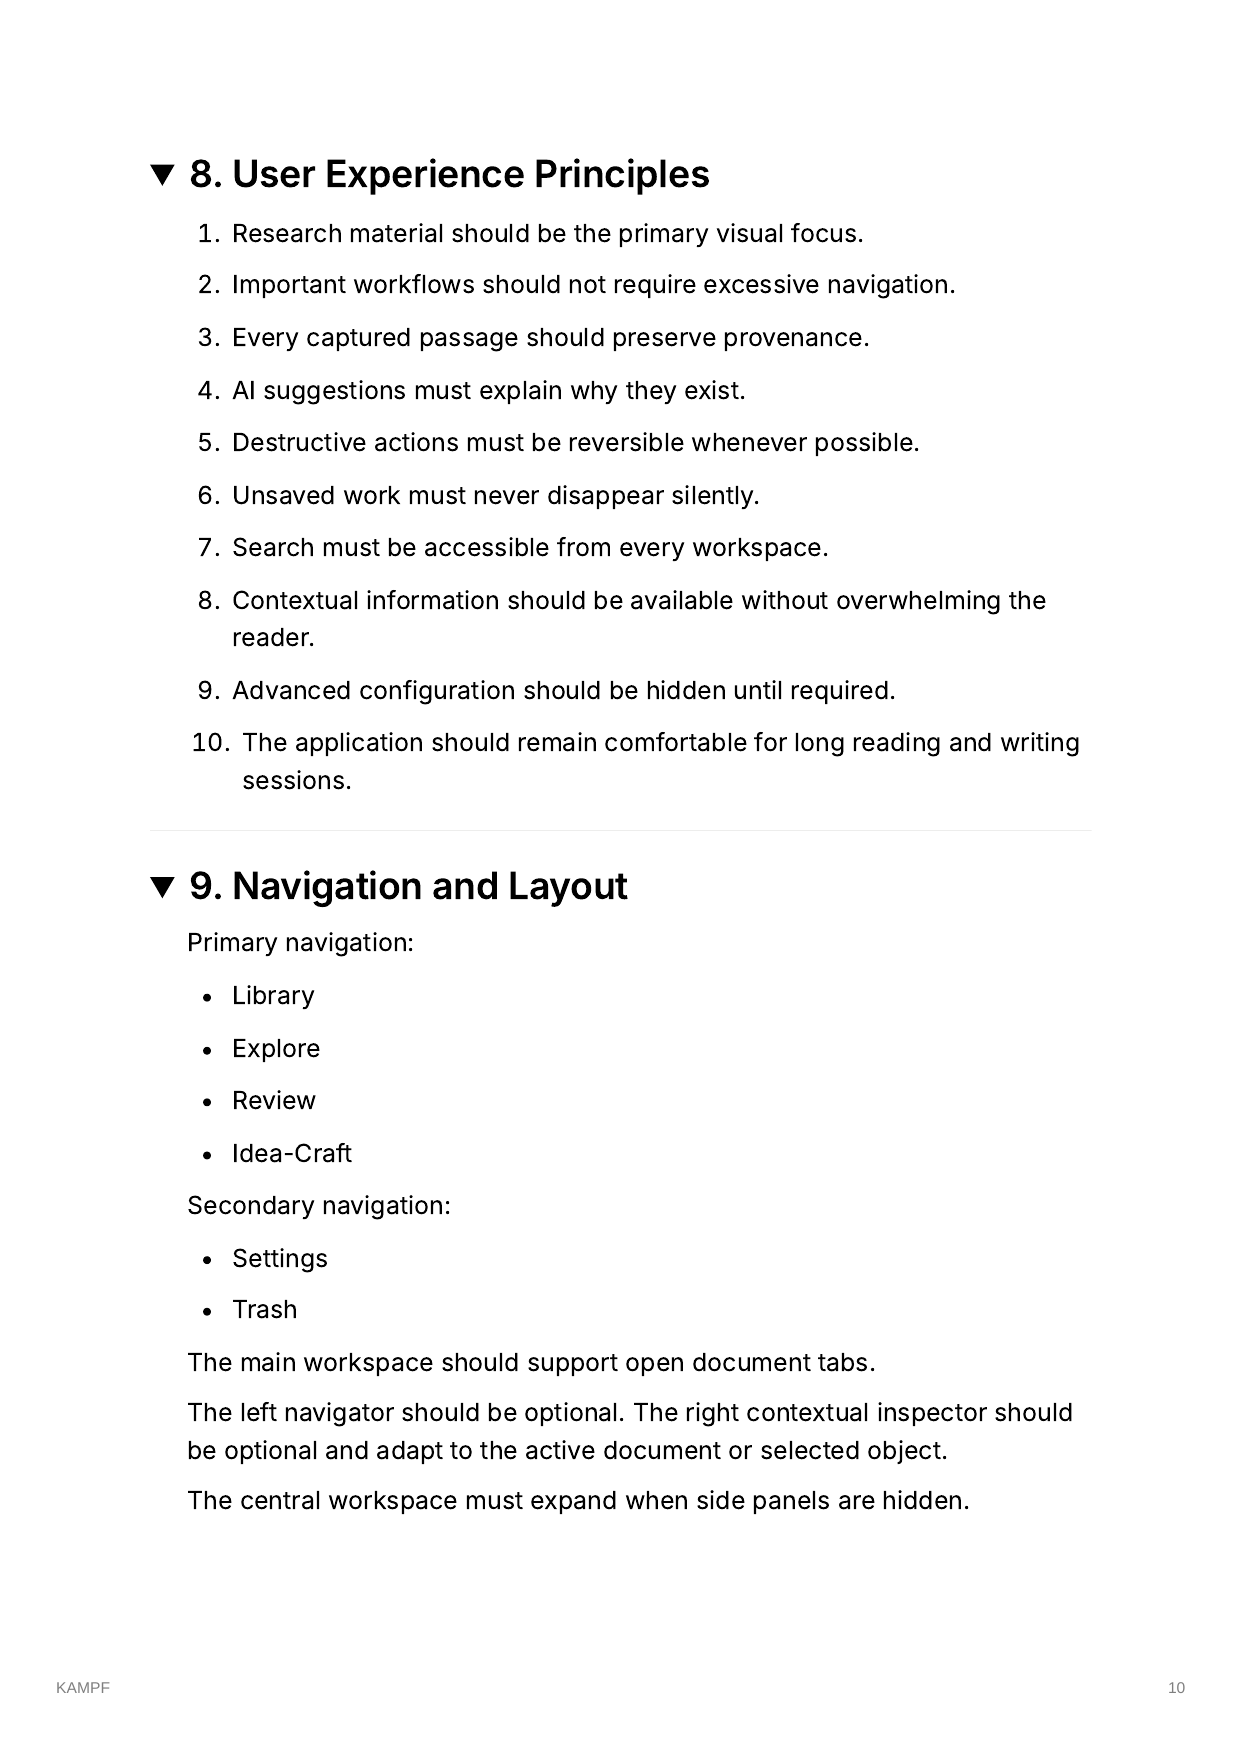 ▼ 8. User Experience Principles
1. Research material should be the primary visual focus.
2. Important workflows should not require excessive navigation.
3. Every captured passage should preserve provenance.
4. AI suggestions must explain why they exist.
5. Destructive actions must be reversible whenever possible.
6. Unsaved work must never disappear silently.
7. Search must be accessible from every workspace.
8. Contextual information should be available without overwhelming the
reader.
9. Advanced configuration should be hidden until required.
10. The application should remain comfortable for long reading and writing
sessions.
▼ 9. Navigation and Layout
Primary navigation:
• Library
• Explore
• Review
• Idea-Craft
Secondary navigation:
• Settings
• Trash
The main workspace should support open document tabs.
The left navigator should be optional. The right contextual inspector should
be optional and adapt to the active document or selected object.
The central workspace must expand when side panels are hidden.
KAMPF
10